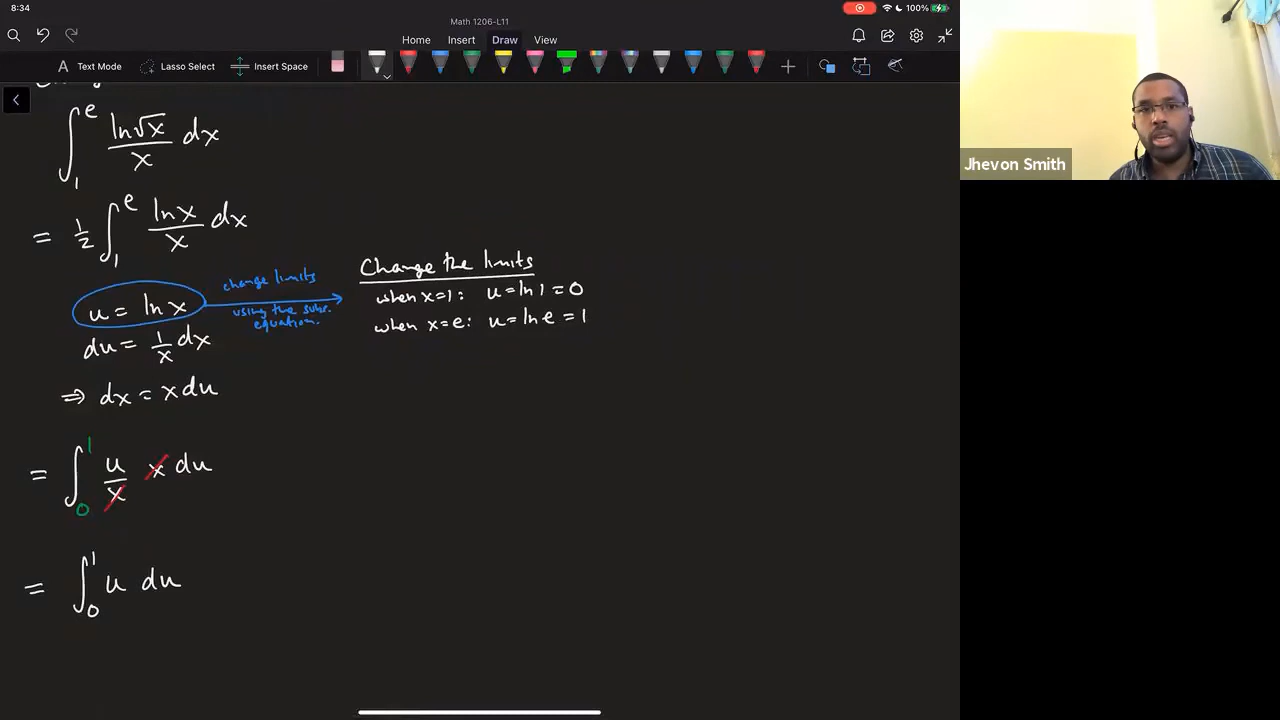 8:34
100%
Math 1206-L11
Home Insert Draw View
Text Mode Lasso Select Insert Space
∫₁ᵉ ln√x / x dx
= 1/2 ∫₁ᵉ ln x / x dx
u = ln x
change limits
using the subs.
equation.
du = 1/x dx
⇒ dx = x du
Change the limits
when x=1: u = ln 1 = 0
when x=e: u = ln e = 1
= ∫₀¹ u/x x du
= ∫₀¹ u du
Jhevon Smith